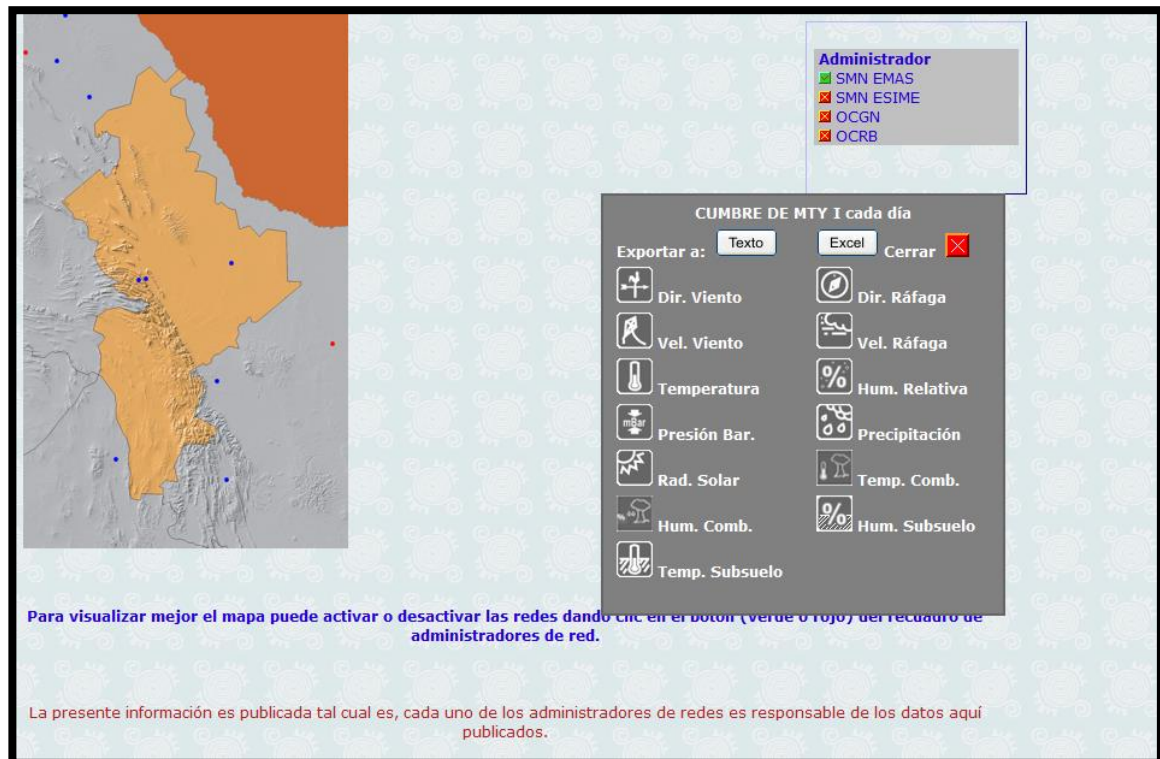 Administrador
SMN EMAS
SMN ESIME
OCGN
OCRB
CUMBRE DE MTY I cada día
Exportar a: Texto Excel Cerrar
Dir. Viento Dir. Ráfaga
Vel. Viento Vel. Ráfaga
Temperatura % Hum. Relativa
mBar Presión Bar. Precipitación
Rad. Solar Temp. Comb.
Hum. Comb. % Hum. Subsuelo
Temp. Subsuelo
Para visualizar mejor el mapa puede activar o desactivar las redes dando clic en el botón (verde o rojo) del recuadro de
administradores de red.
La presente información es publicada tal cual es, cada uno de los administradores de redes es responsable de los datos aquí
publicados.